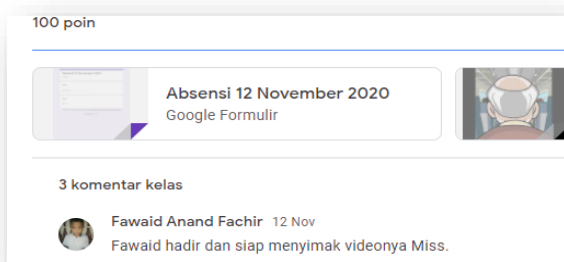 100 poin
Absensi 12 November 2020
Google Formulir
3 komentar kelas
Fawaid Anand Fachir 12 Nov
Fawaid hadir dan siap menyimak videonya Miss.